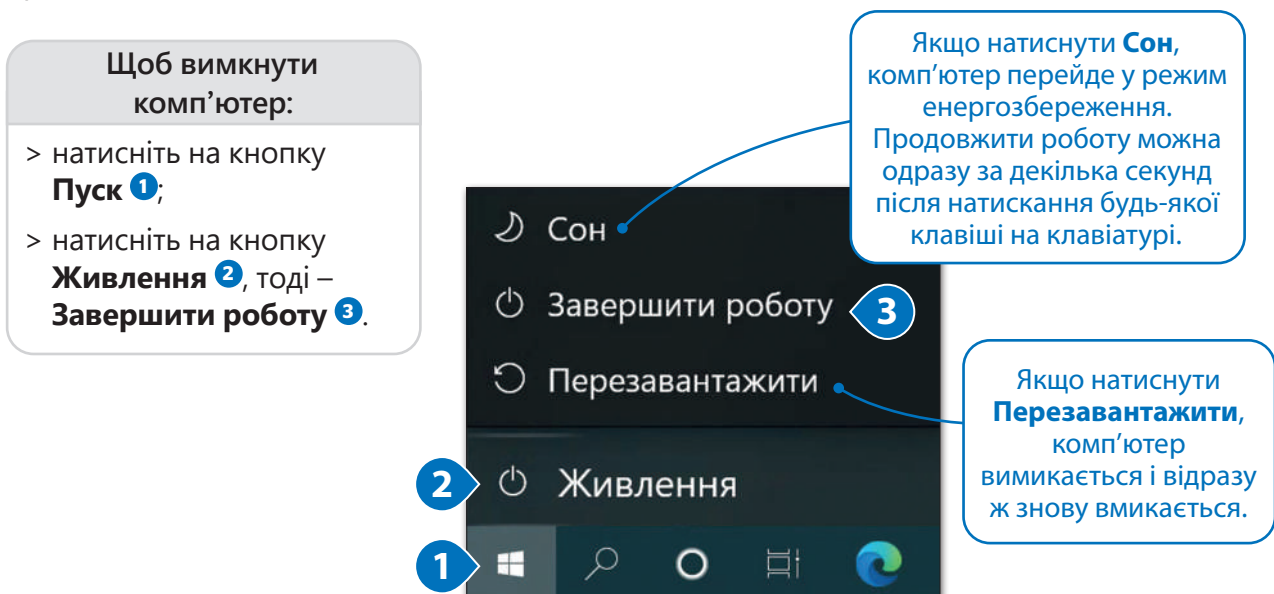 Щоб вимкнути
комп’ютер:
> натисніть на кнопку
Пуск 1;
> натисніть на кнопку
Живлення 2, тоді –
Завершити роботу 3.
Якщо натиснути Сон,
комп’ютер перейде у режим
енергозбереження.
Продовжити роботу можна
одразу за декілька секунд
після натискання будь-якої
клавіші на клавіатурі.
Сон
Завершити роботу 3
Перезавантажити
Якщо натиснути
Перезавантажити,
комп’ютер
вимикається і відразу
ж знову вмикається.
2 Живлення
1